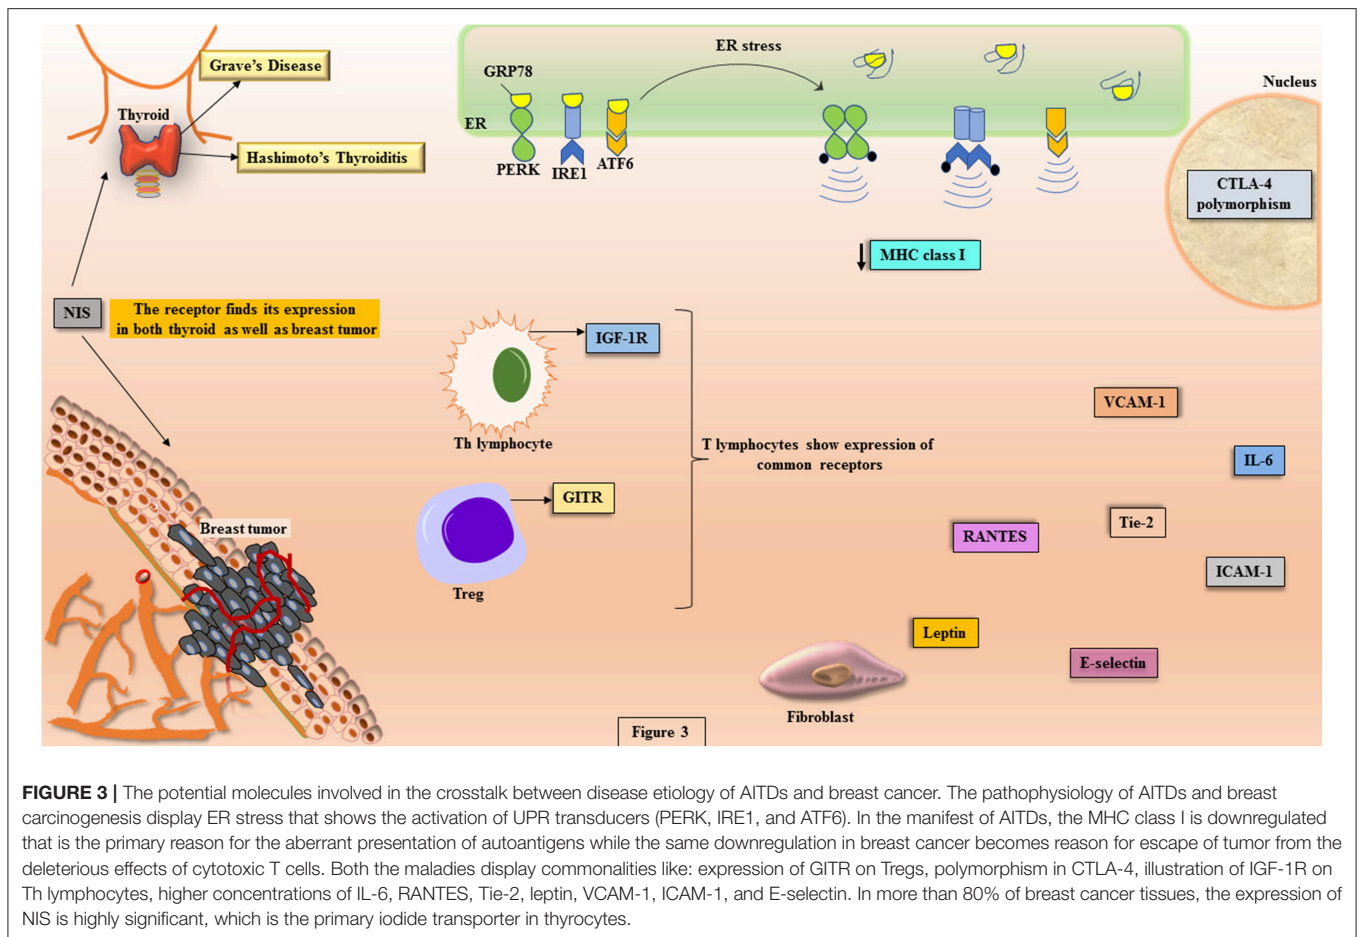 Grave's Disease
Thyroid
Hashimoto's Thyroiditis
ER stress
GRP78
ER
PERK
IRE1
ATF6
Nucleus
CTLA-4
polymorphism
MHC class I
NIS
The receptor finds its expression
in both thyroid as well as breast tumor
IGF-1R
Th lymphocyte
T lymphocytes show expression of
common receptors
GITR
Treg
Breast tumor
VCAM-1
IL-6
Tie-2
RANTES
ICAM-1
Leptin
E-selectin
Fibroblast
Figure 3
FIGURE 3 | The potential molecules involved in the crosstalk between disease etiology of AITDs and breast cancer. The pathophysiology of AITDs and breast
carcinogenesis display ER stress that shows the activation of UPR transducers (PERK, IRE1, and ATF6). In the manifest of AITDs, the MHC class I is downregulated
that is the primary reason for the aberrant presentation of autoantigens while the same downregulation in breast cancer becomes reason for escape of tumor from the
deleterious effects of cytotoxic T cells. Both the maladies display commonalities like: expression of GITR on Tregs, polymorphism in CTLA-4, illustration of IGF-1R on
Th lymphocytes, higher concentrations of IL-6, RANTES, Tie-2, leptin, VCAM-1, ICAM-1, and E-selectin. In more than 80% of breast cancer tissues, the expression of
NIS is highly significant, which is the primary iodide transporter in thyrocytes.